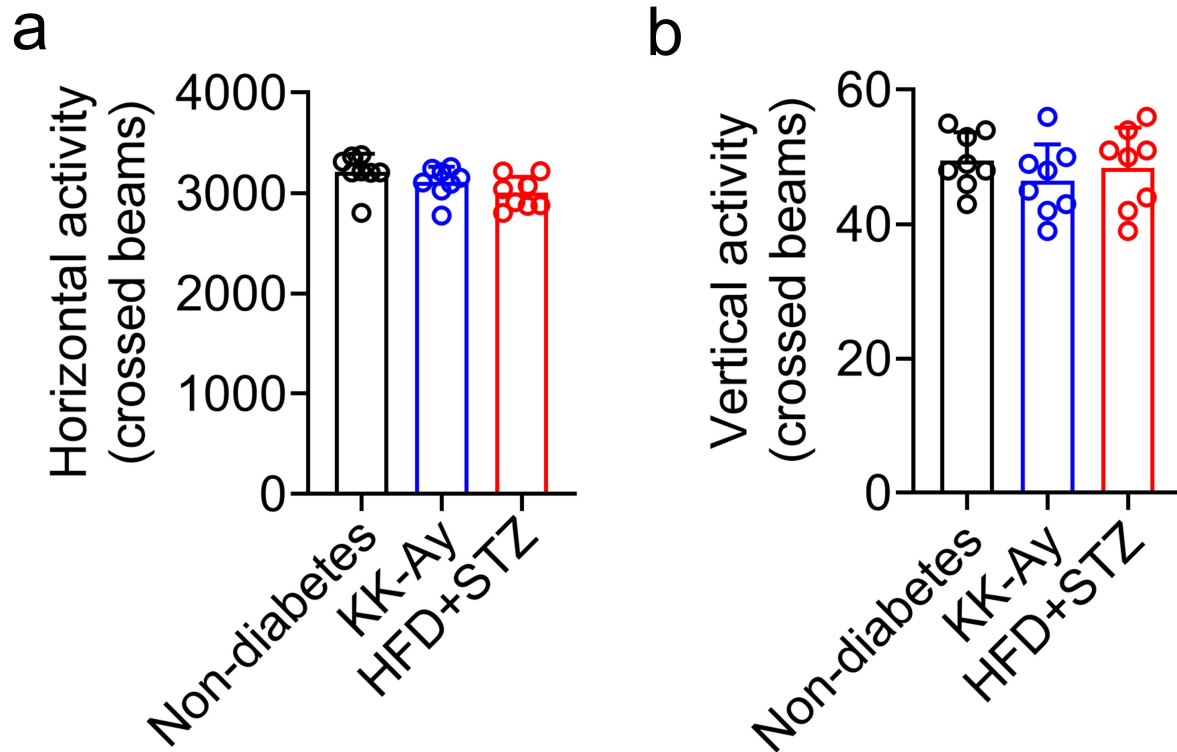 a
Horizontal activity
(crossed beams)
4000
3000
2000
1000
0
Non-diabetes
KK-Ay
HFD+STZ
b
Vertical activity
(crossed beams)
60
40
20
0
Non-diabetes
KK-Ay
HFD+STZ